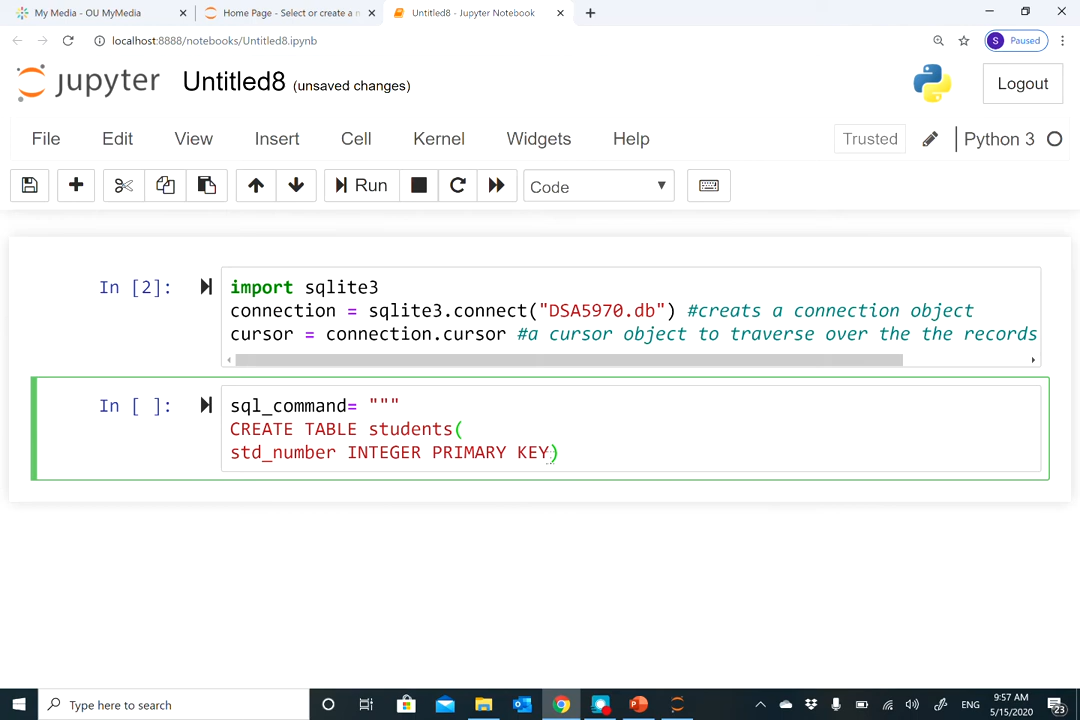 My Media - OU MyMedia
Home Page - Select or create a n
Untitled8 - Jupyter Notebook
localhost:8888/notebooks/Untitled8.ipynb
S Paused
jupyter Untitled8 (unsaved changes)
Logout
File Edit View Insert Cell Kernel Widgets Help
Trusted Python 3
Run Code
In [2]:
import sqlite3
connection = sqlite3.connect("DSA5970.db") #creats a connection object
cursor = connection.cursor #a cursor object to traverse over the the records
In [ ]:
sql_command= """
CREATE TABLE students(
std_number INTEGER PRIMARY KEY)
Type here to search
ENG
9:57 AM
5/15/2020
23